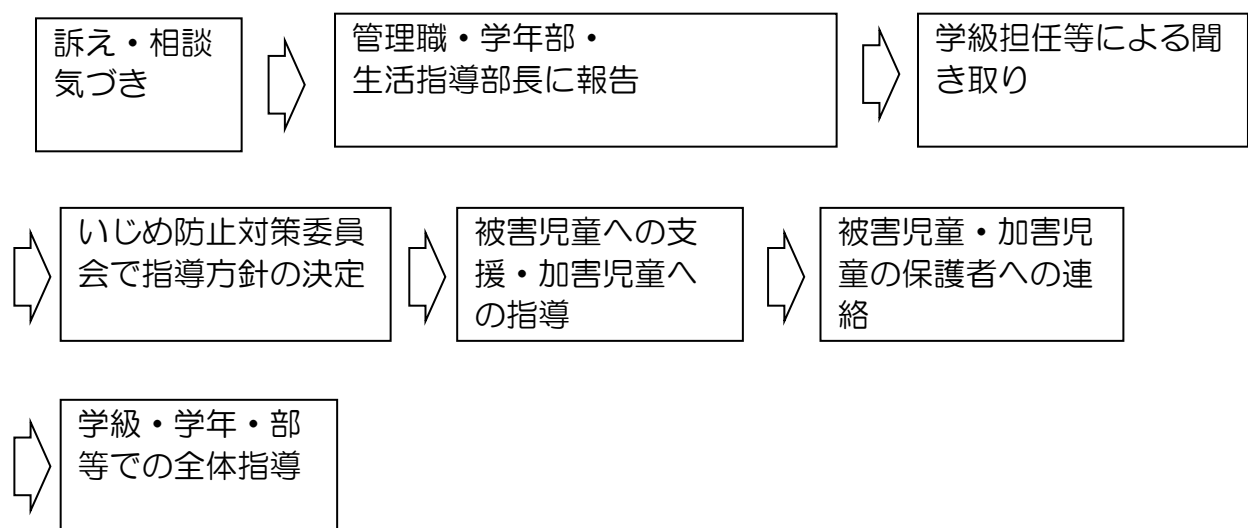 訴え・相談
気づき
管理職・学年部・
生活指導部長に報告
学級担任等による聞
き取り
いじめ防止対策委員
会で指導方針の決定
被害児童への支
援・加害児童へ
の指導
被害児童・加害児
童の保護者への連
絡
学級・学年・部
等での全体指導